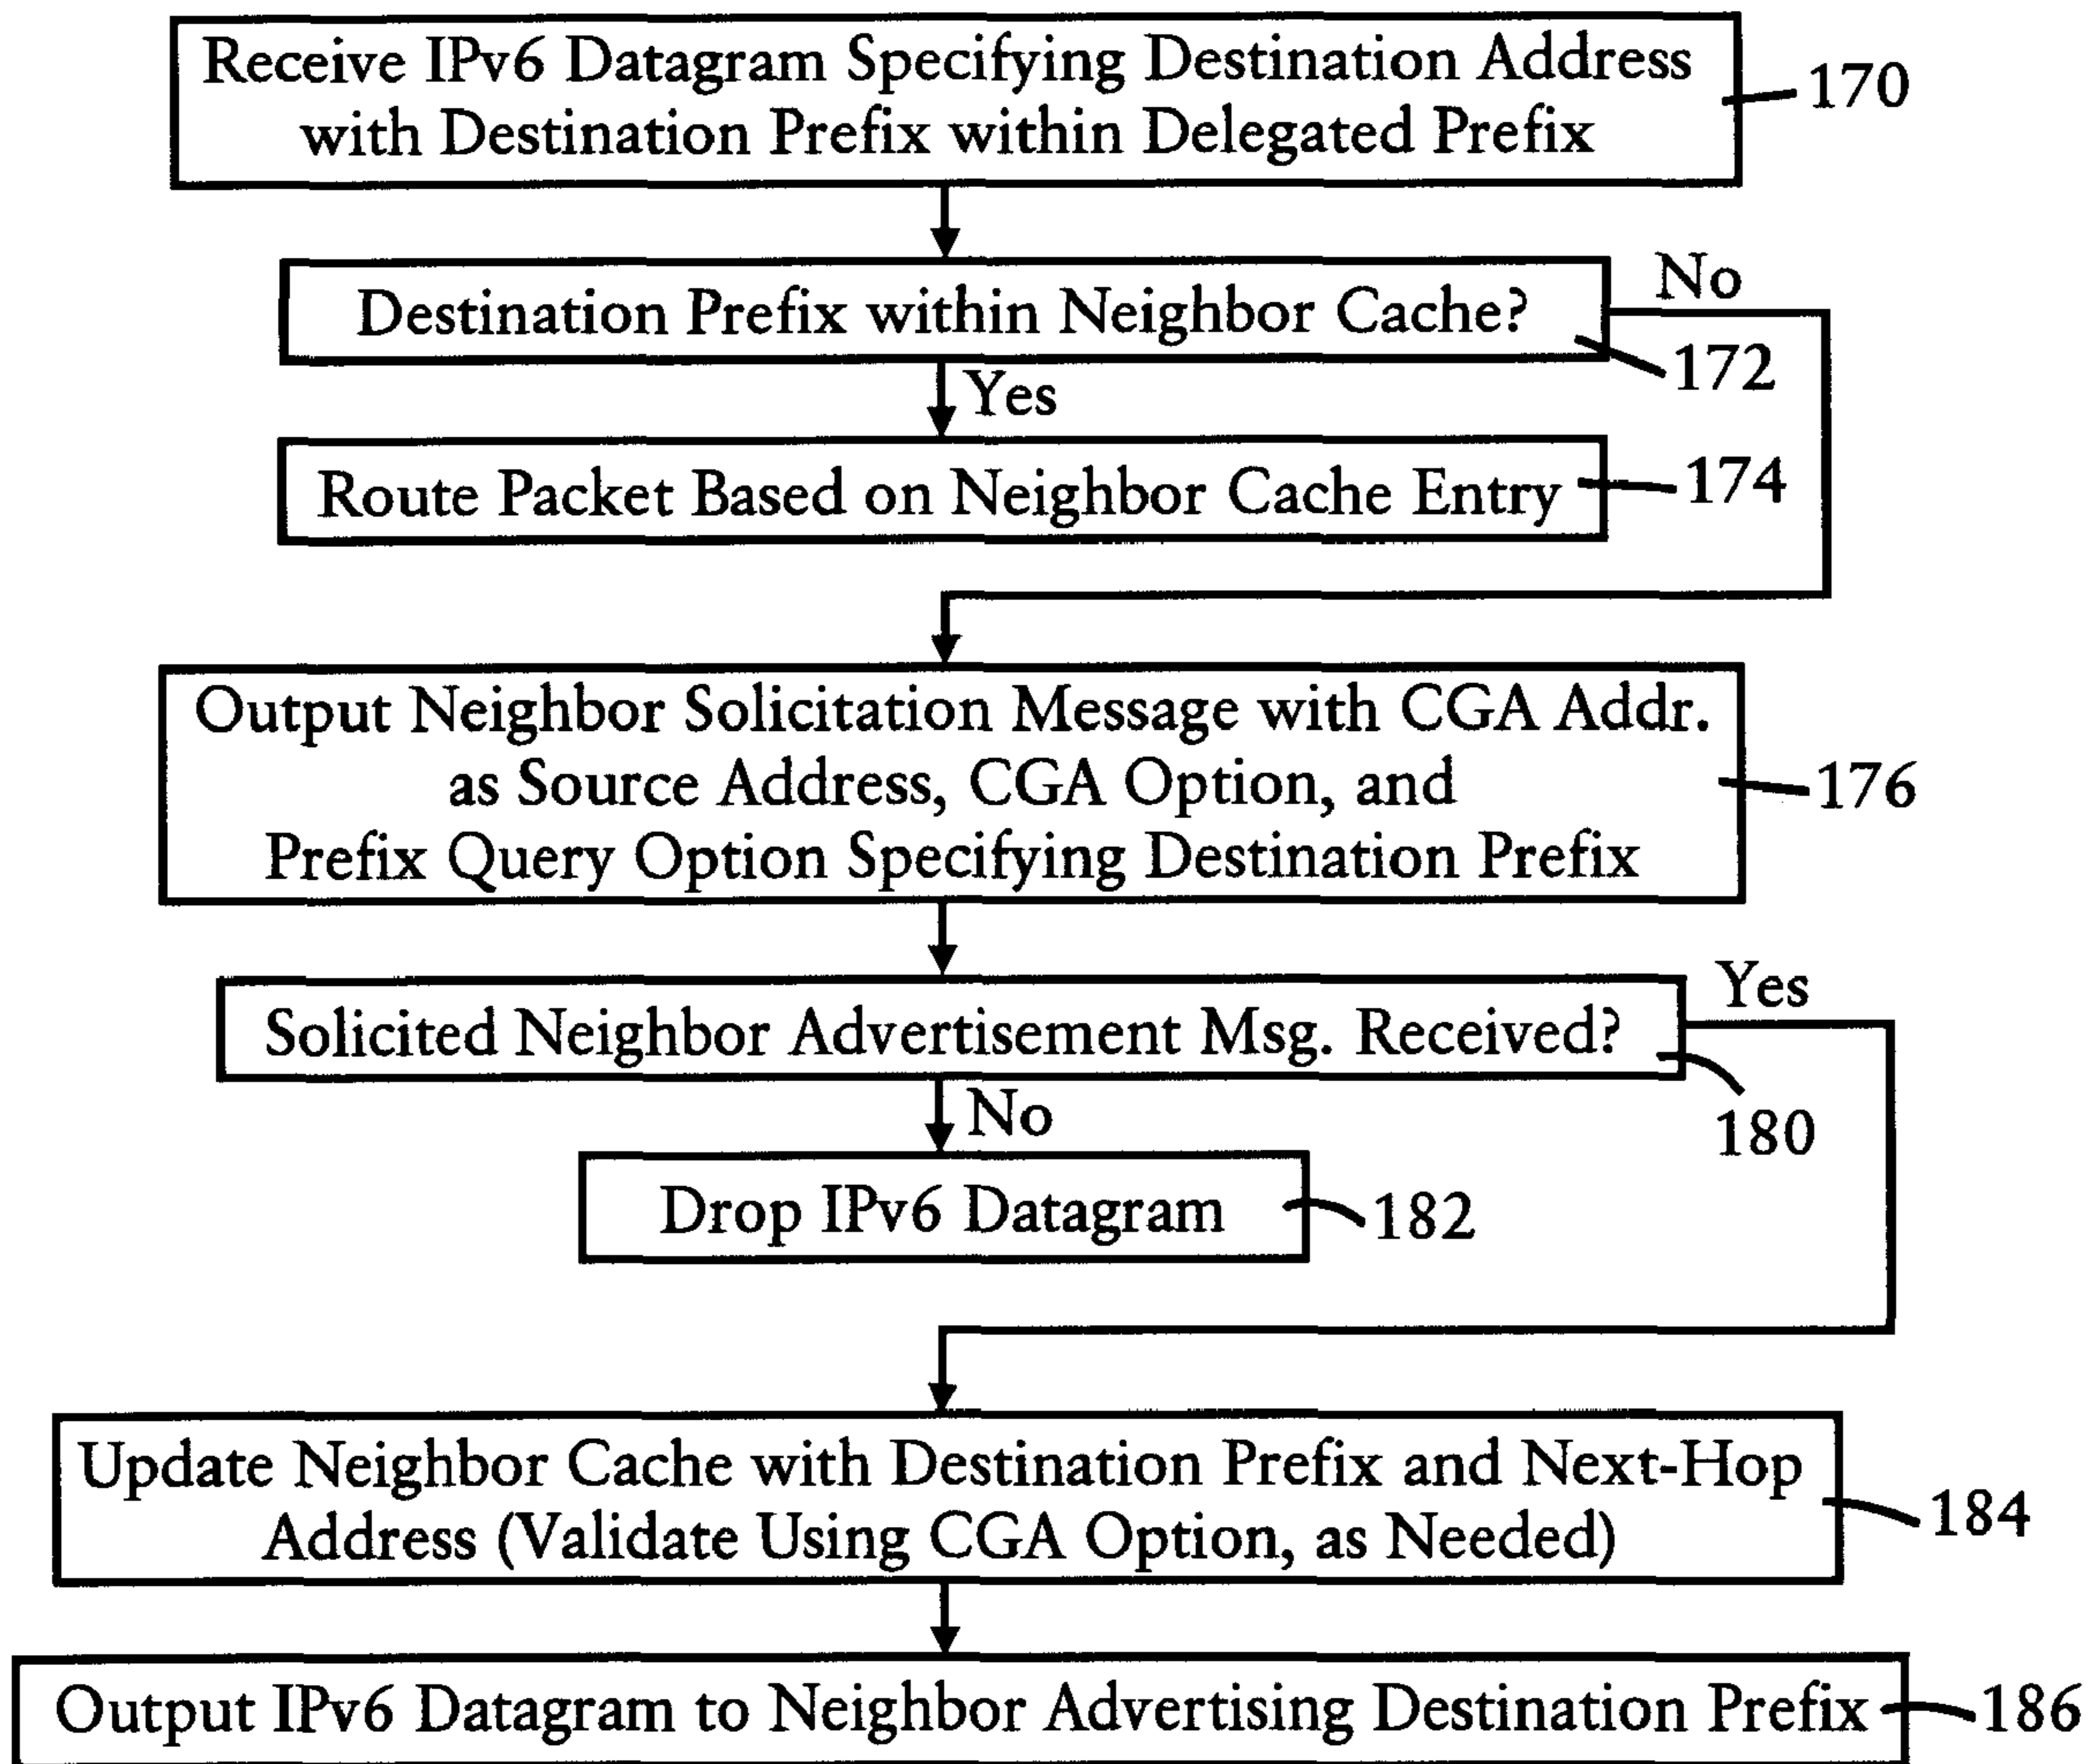 Receive IPv6 Datagram Specifying Destination Address
with Destination Prefix within Delegated Prefix
170
Destination Prefix within Neighbor Cache?
No
172
Yes
Route Packet Based on Neighbor Cache Entry
174
Output Neighbor Solicitation Message with CGA Addr.
as Source Address, CGA Option, and
Prefix Query Option Specifying Destination Prefix
176
Solicited Neighbor Advertisement Msg. Received?
Yes
180
No
Drop IPv6 Datagram
182
Update Neighbor Cache with Destination Prefix and Next-Hop
Address (Validate Using CGA Option, as Needed)
184
Output IPv6 Datagram to Neighbor Advertising Destination Prefix
186